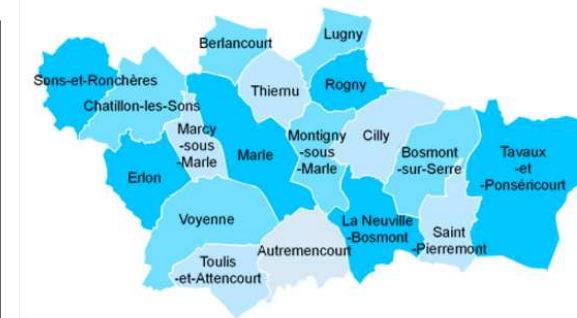 Lugny
Berlancourt
Sons-et-Ronchères
Thiernu
Rogny
Chatillon-les-Sons
Marcy
-sous
-Marle
Marle
Montigny
-sous
-Marle
Cilly
Bosmont
-sur-Serre
Tavaux
-et
-Ponséricourt
Erlon
Voyenne
La Neuville
-Bosmont
Saint
-Pierremont
Autremencourt
Toulis
-et-Attencourt